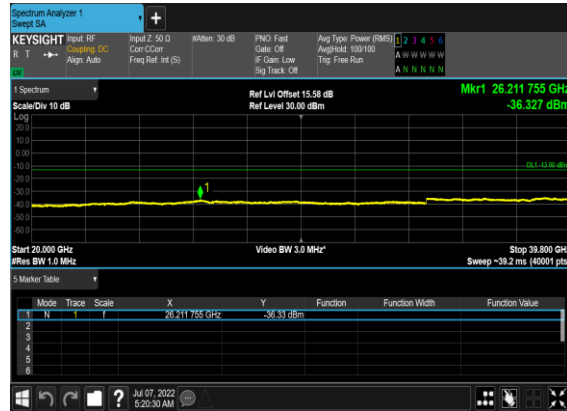 Spectrum Analyzer 1
Swept SA
+
KEYSIGHT Input: RF Input Z: 50 Ω #Atten: 30 dB PNO: Fast Avg Type: Power (RMS) 1 2 3 4 5 6
R T Coupling: DC Corr CCorr Gate: Off Avg|Hold: 100/100 A W W W W W
Align: Auto Freq Ref: Int (S) IF Gain: Low Trig: Free Run
Sig Track: Off A N N N N N
1 Spectrum
Ref Lvl Offset 15.58 dB Mkr1 26.211 755 GHz
Scale/Div 10 dB Ref Level 30.00 dBm -36.327 dBm
Log
20.0
10.0
0.00
-10.0 DL1 -13.00 dBm
-20.0
-30.0 1
-40.0
-50.0
-60.0
Start 20.000 GHz Video BW 3.0 MHz* Stop 39.800 GHz
#Res BW 1.0 MHz Sweep ~39.2 ms (40001 pts)
5 Marker Table
Mode Trace Scale X Y Function Function Width Function Value
1 N 1 f 26.211 755 GHz -36.33 dBm
2
3
4
5
6
? Jul 07, 2022
5:20:30 AM